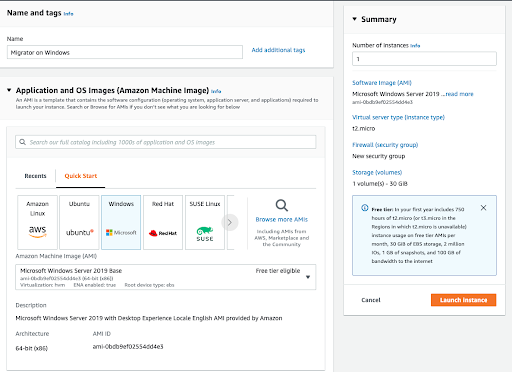 Name and tags Info
Name
Migrator on Windows
Add additional tags
Application and OS Images (Amazon Machine Image) Info
An AMI is a template that contains the software configuration (operating system, application server, and applications) required to
launch your instance. Search or Browse for AMIs if you don't see what you are looking for below
Search our full catalog including 1000s of application and OS images
Recents
Quick Start
Amazon
Linux
aws
Ubuntu
ubuntu
Windows
Microsoft
Red Hat
Red Hat
SUSE Linux
SUSE
Browse more AMIs
Including AMIs from
AWS, Marketplace and
the Community
Amazon Machine Image (AMI)
Microsoft Windows Server 2019 Base
Free tier eligible
ami-0bdb9ef02554dd4e3 (64-bit (x86))
Virtualization: hvm ENA enabled: true Root device type: ebs
Description
Microsoft Windows Server 2019 with Desktop Experience Locale English AMI provided by Amazon
Architecture
AMI ID
64-bit (x86)
ami-0bdb9ef02554dd4e3
Summary
Number of instances Info
1
Software Image (AMI)
Microsoft Windows Server 2019 ...read more
ami-0bdb9ef02554dd4e3
Virtual server type (instance type)
t2.micro
Firewall (security group)
New security group
Storage (volumes)
1 volume(s) - 30 GiB
Free tier: In your first year includes 750
hours of t2.micro (or t3.micro in the
Regions in which t2.micro is unavailable)
instance usage on free tier AMIs per
month, 30 GiB of EBS storage, 2 million
IOs, 1 GB of snapshots, and 100 GB of
bandwidth to the internet
Cancel
Launch instance